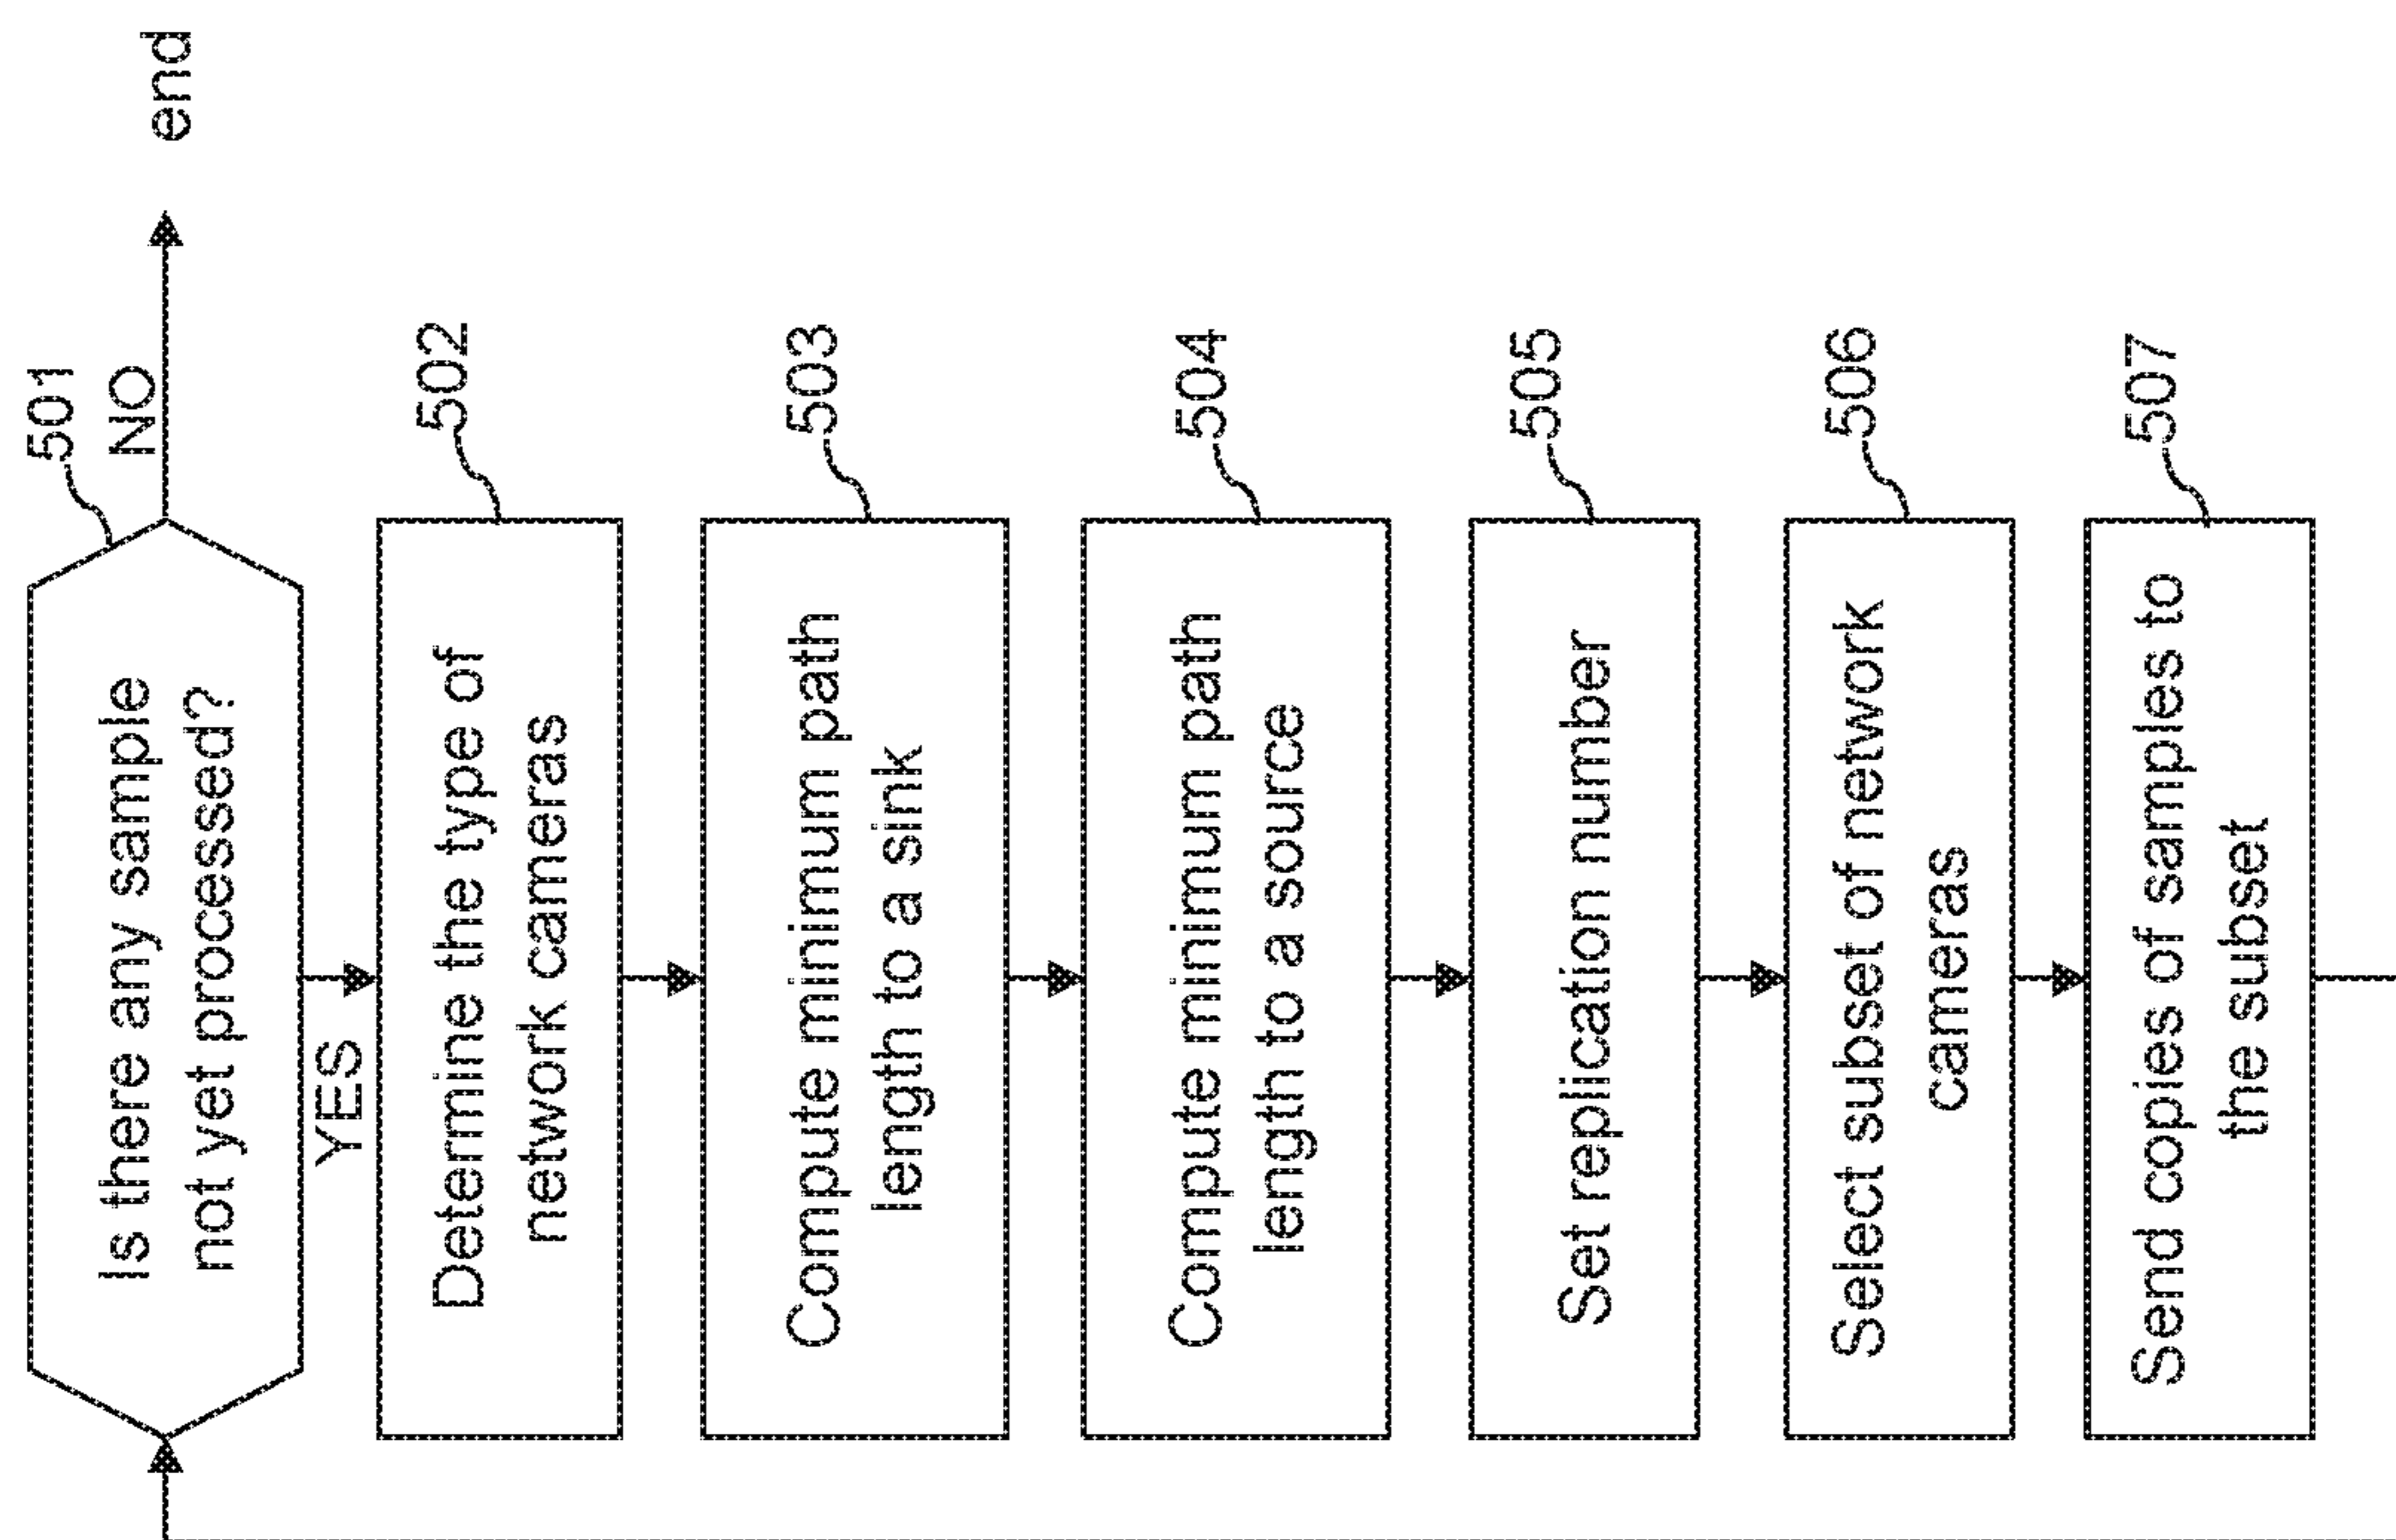 501
Is there any sample
not yet processed?
NO
end
YES
502
Determine the type of
network cameras
503
Compute minimum path
length to a sink
504
Compute minimum path
length to a source
505
Set replication number
506
Select subset of network
cameras
507
Send copies of samples to
the subset